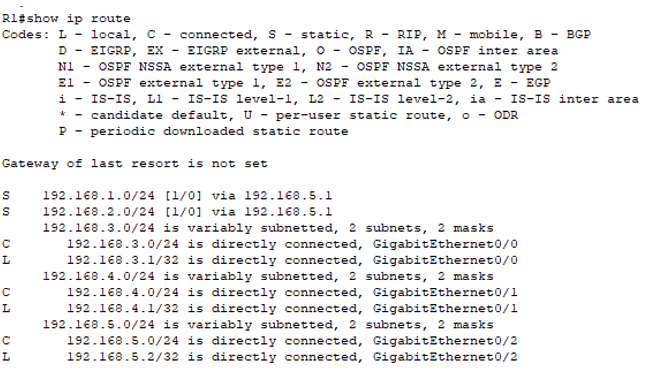 R1#show ip route
Codes: L - local, C - connected, S - static, R - RIP, M - mobile, B - BGP
D - EIGRP, EX - EIGRP external, O - OSPF, IA - OSPF inter area
N1 - OSPF NSSA external type 1, N2 - OSPF NSSA external type 2
E1 - OSPF external type 1, E2 - OSPF external type 2, E - EGP
i - IS-IS, L1 - IS-IS level-1, L2 - IS-IS level-2, ia - IS-IS inter area
* - candidate default, U - per-user static route, o - ODR
P - periodic downloaded static route
Gateway of last resort is not set
S 192.168.1.0/24 [1/0] via 192.168.5.1
S 192.168.2.0/24 [1/0] via 192.168.5.1
192.168.3.0/24 is variably subnetted, 2 subnets, 2 masks
C 192.168.3.0/24 is directly connected, GigabitEthernet0/0
L 192.168.3.1/32 is directly connected, GigabitEthernet0/0
192.168.4.0/24 is variably subnetted, 2 subnets, 2 masks
C 192.168.4.0/24 is directly connected, GigabitEthernet0/1
L 192.168.4.1/32 is directly connected, GigabitEthernet0/1
192.168.5.0/24 is variably subnetted, 2 subnets, 2 masks
C 192.168.5.0/24 is directly connected, GigabitEthernet0/2
L 192.168.5.2/32 is directly connected, GigabitEthernet0/2